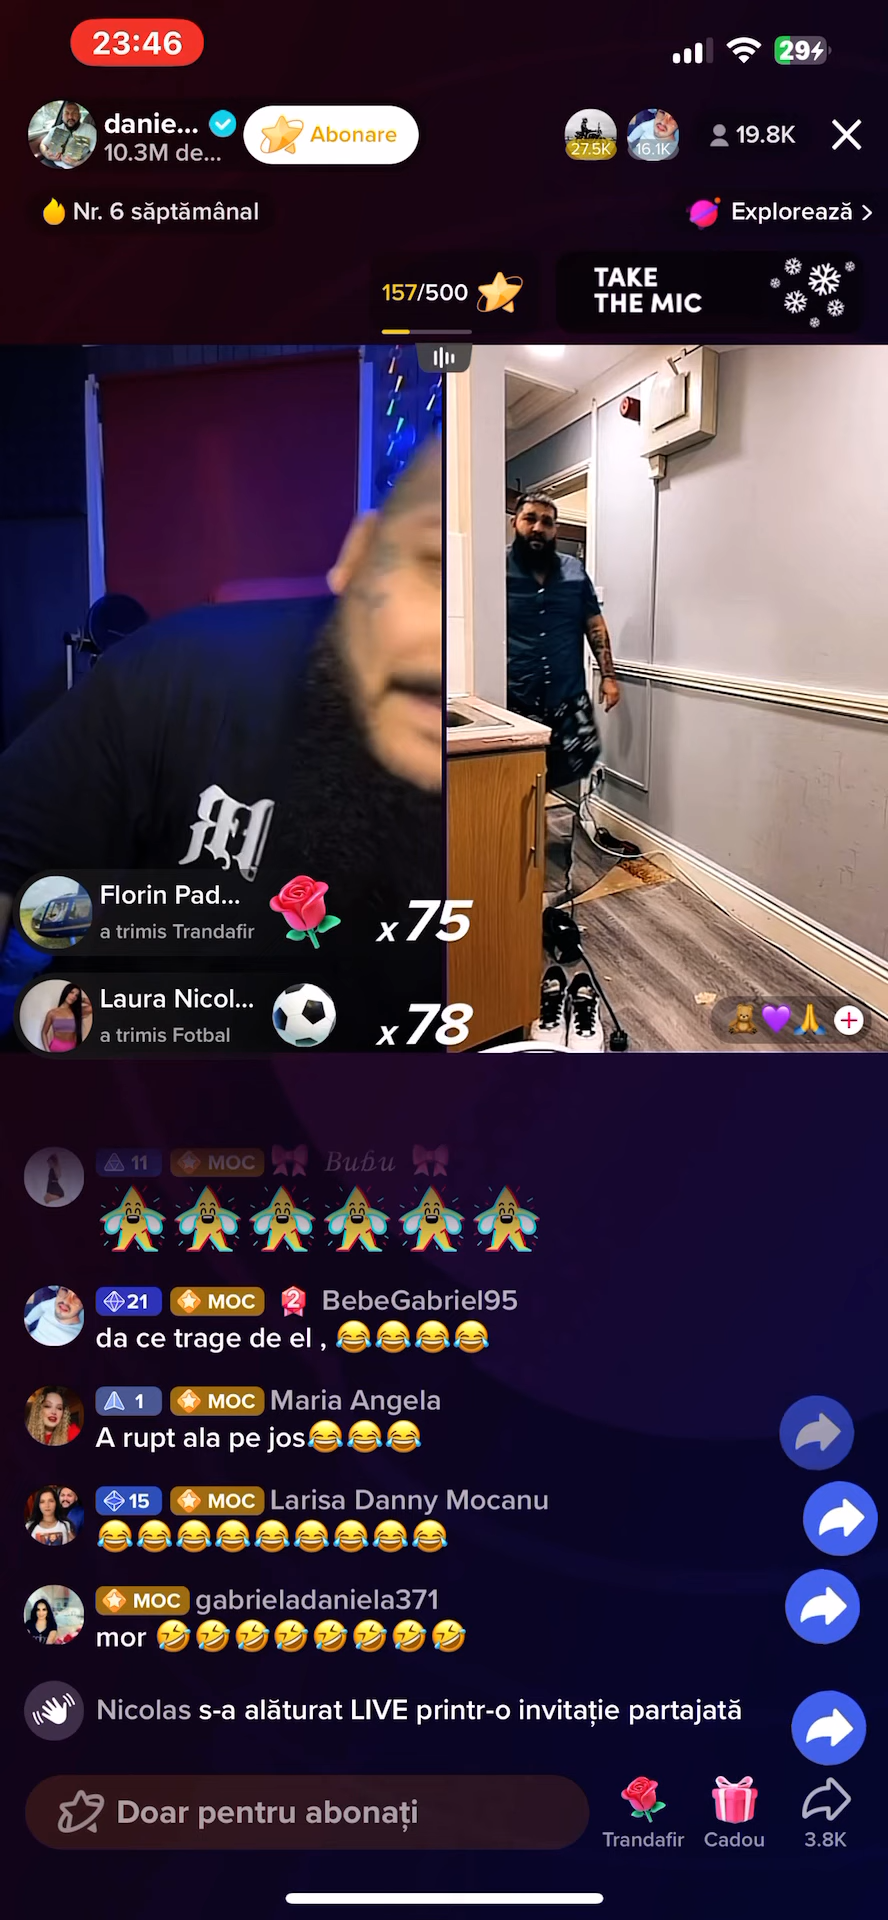 23:46
29
danie...
10.3M de...
Abonare
27.5K
16.1K
19.8K
Nr. 6 săptămânal
Explorează
157/500
TAKE
THE MIC
Florin Pad...
a trimis Trandafir
x 75
Laura Nicol...
a trimis Fotbal
x 78
11 MOC Bubu
21 MOC 2 BebeGabriel95
da ce trage de el , 😂😂😂😂
1 MOC Maria Angela
A rupt ala pe jos😂😂😂
15 MOC Larisa Danny Mocanu
😂😂😂😂😂😂😂😂😂
MOC gabrieladaniela371
mor 🤣🤣🤣🤣🤣🤣🤣🤣
Nicolas s-a alăturat LIVE printr-o invitație partajată
Doar pentru abonați
Trandafir
Cadou
3.8K